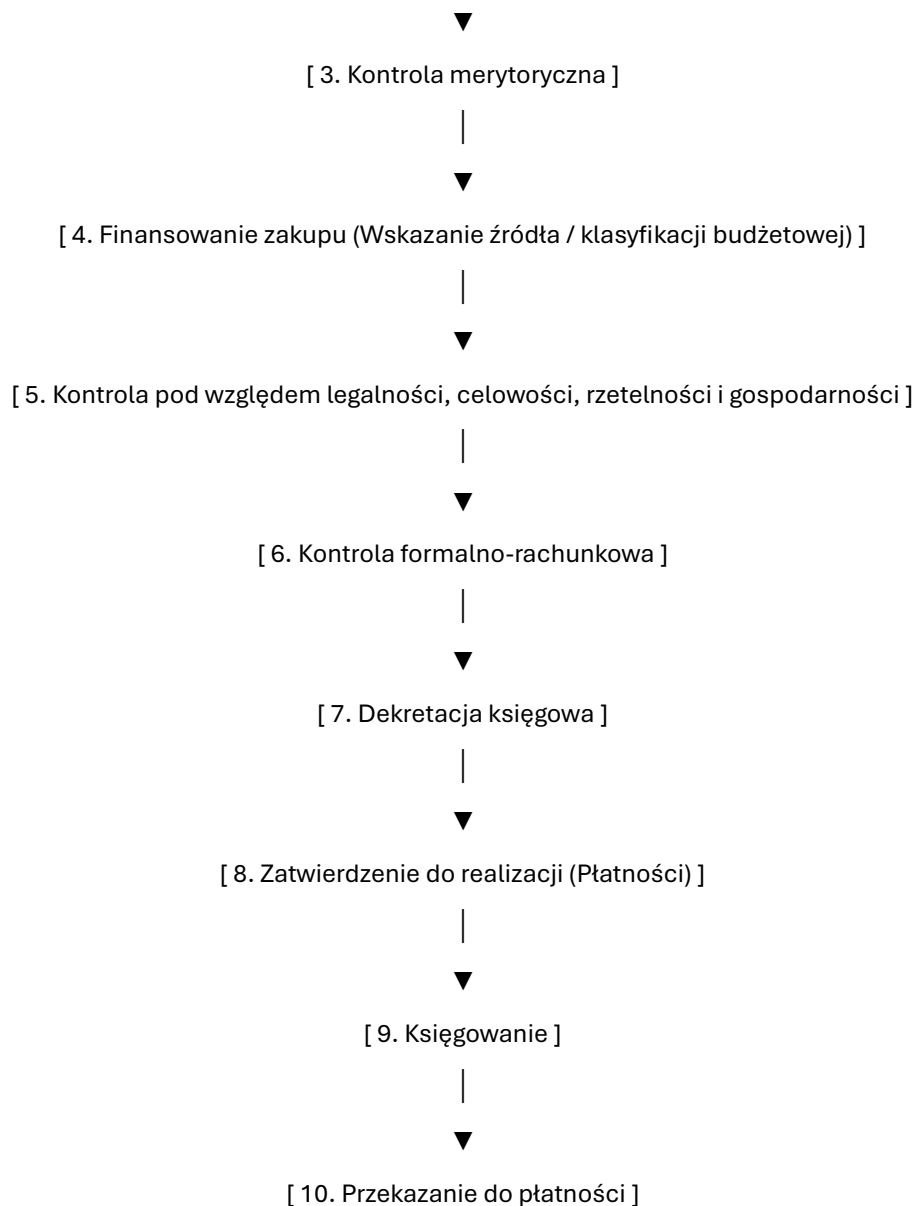 ▼
[ 3. Kontrola merytoryczna ]
│
▼
[ 4. Finansowanie zakupu (Wskazanie źródła / klasyfikacji budżetowej) ]
│
▼
[ 5. Kontrola pod względem legalności, celowości, rzetelności i gospodarności ]
│
▼
[ 6. Kontrola formalno-rachunkowa ]
│
▼
[ 7. Dekretacja księgowa ]
│
▼
[ 8. Zatwierdzenie do realizacji (Płatności) ]
│
▼
[ 9. Księgowanie ]
│
▼
[ 10. Przekazanie do płatności ]